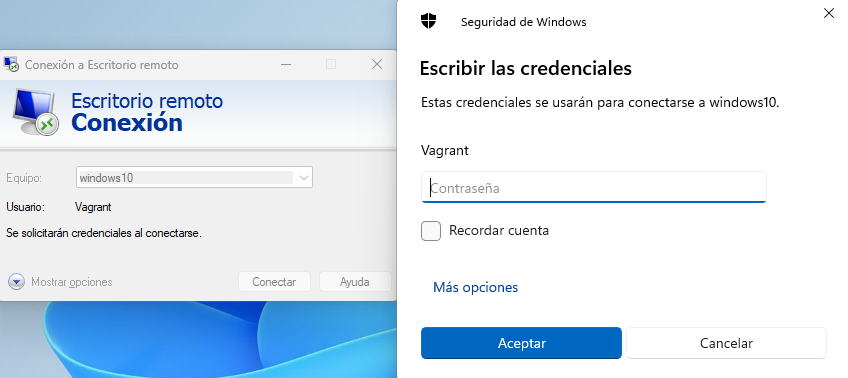 Conexión a Escritorio remoto
Escritorio remoto
Conexión
Equipo:
windows10
Usuario:
Vagrant
Se solicitarán credenciales al conectarse.
Mostrar opciones
Conectar
Ayuda
Seguridad de Windows
Escribir las credenciales
Estas credenciales se usarán para conectarse a windows10.
Vagrant
Contraseña
Recordar cuenta
Más opciones
Aceptar
Cancelar